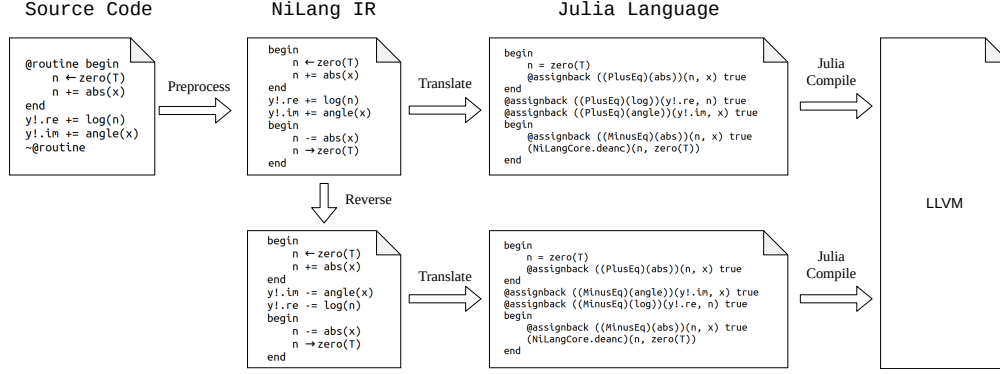 Source Code
NiLang IR
Julia Language
@routine begin
n ←zero(T)
n += abs(x)
end
y!.re += log(n)
y!.im += angle(x)
~@routine
Preprocess
begin
n ←zero(T)
n += abs(x)
end
y!.re += log(n)
y!.im += angle(x)
begin
n -= abs(x)
n →zero(T)
end
Translate
begin
n = zero(T)
@assignback ((PlusEq)(abs))(n, x) true
end
@assignback ((PlusEq)(log))(y!.re, n) true
@assignback ((PlusEq)(angle))(y!.im, x) true
begin
@assignback ((MinusEq)(abs))(n, x) true
(NiLangCore.deanc)(n, zero(T))
end
Julia
Compile
LLVM
Reverse
begin
n ←zero(T)
n += abs(x)
end
y!.im -= angle(x)
y!.re -= log(n)
begin
n -= abs(x)
n →zero(T)
end
Translate
begin
n = zero(T)
@assignback ((PlusEq)(abs))(n, x) true
end
@assignback ((MinusEq)(angle))(y!.im, x) true
@assignback ((MinusEq)(log))(y!.re, n) true
begin
@assignback ((MinusEq)(abs))(n, x) true
(NiLangCore.deanc)(n, zero(T))
end
Julia
Compile